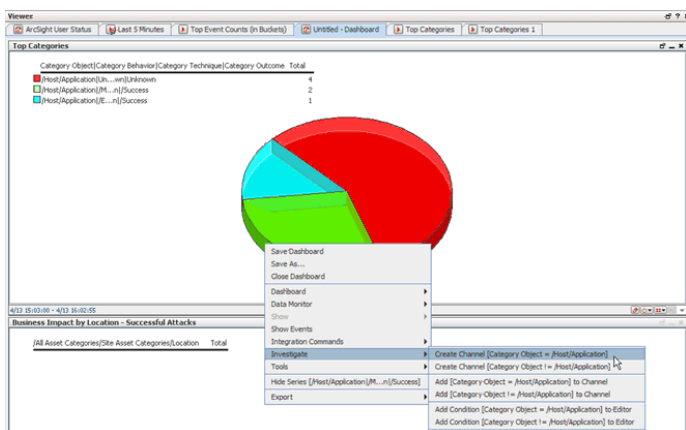 Viewer
ArcSight User Status
Last 5 Minutes
Top Event Counts (in Buckets)
Untitled - Dashboard
Top Categories
Top Categories 1
Top Categories
Category Object|Category Behavior|Category Technique|Category Outcome Total
/Host/Application|Un...wn|Unknown 4
/Host/Application|/M...n|/Success 2
/Host/Application|/E...n|/Success 1
Save Dashboard
Save As...
Close Dashboard
Dashboard
Data Monitor
Show
Show Events
Integration Commands
Investigate
Tools
Hide Series [/Host/Application|/M...n|/Success]
Export
Create Channel [Category Object = /Host/Application]
Create Channel [Category Object != /Host/Application]
Add [Category Object = /Host/Application] to Channel
Add [Category Object != /Host/Application] to Channel
Add Condition [Category Object = /Host/Application] to Editor
Add Condition [Category Object != /Host/Application] to Editor
4/13 15:03:00 - 4/13 16:02:55
Business Impact by Location - Successful Attacks
/All Asset Categories/Site Asset Categories/Location Total